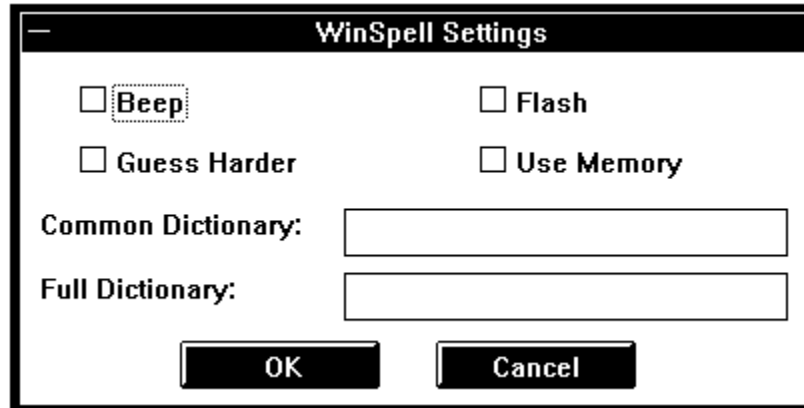 WinSpell Settings
Beep Flash
Guess Harder Use Memory
Common Dictionary:
Full Dictionary:
OK Cancel